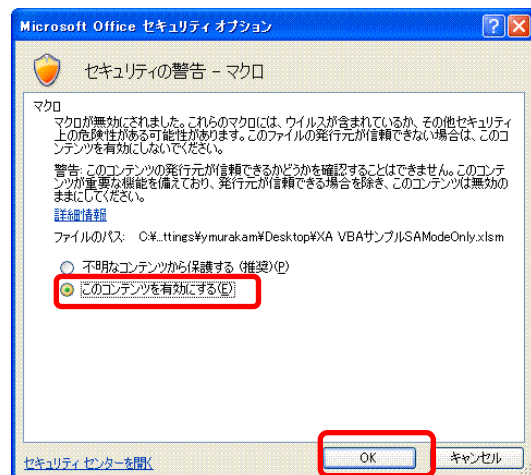 Microsoft Office セキュリティ オプション
セキュリティの警告 - マクロ
マクロ
マクロが無効にされました。これらのマクロには、ウイルスが含まれているか、その他セキュリティ
上の危険性がある可能性があります。このファイルの発行元が信頼できない場合は、このコ
ンテンツを有効にしないでください。
警告: このコンテンツの発行元が信頼できるかどうかを確認することはできません。このコンテ
ンツが重要な機能を備えており、発行元が信頼できる場合を除き、このコンテンツは無効の
ままにしてください。
詳細情報
ファイルのパス: C:¥...ttings¥ymurakam¥Desktop¥XA VBAサンプルSAModeOnly.xlsm
不明なコンテンツから保護する (推奨)(P)
このコンテンツを有効にする(E)
セキュリティ センターを開く
OK
キャンセル